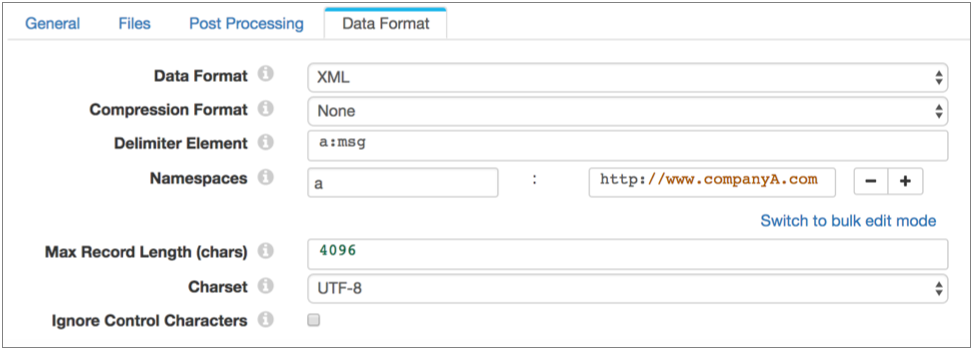 General Files Post Processing Data Format
Data Format XML
Compression Format None
Delimiter Element a:msg
Namespaces a : http://www.companyA.com − +
Switch to bulk edit mode
Max Record Length (chars) 4096
Charset UTF-8
Ignore Control Characters